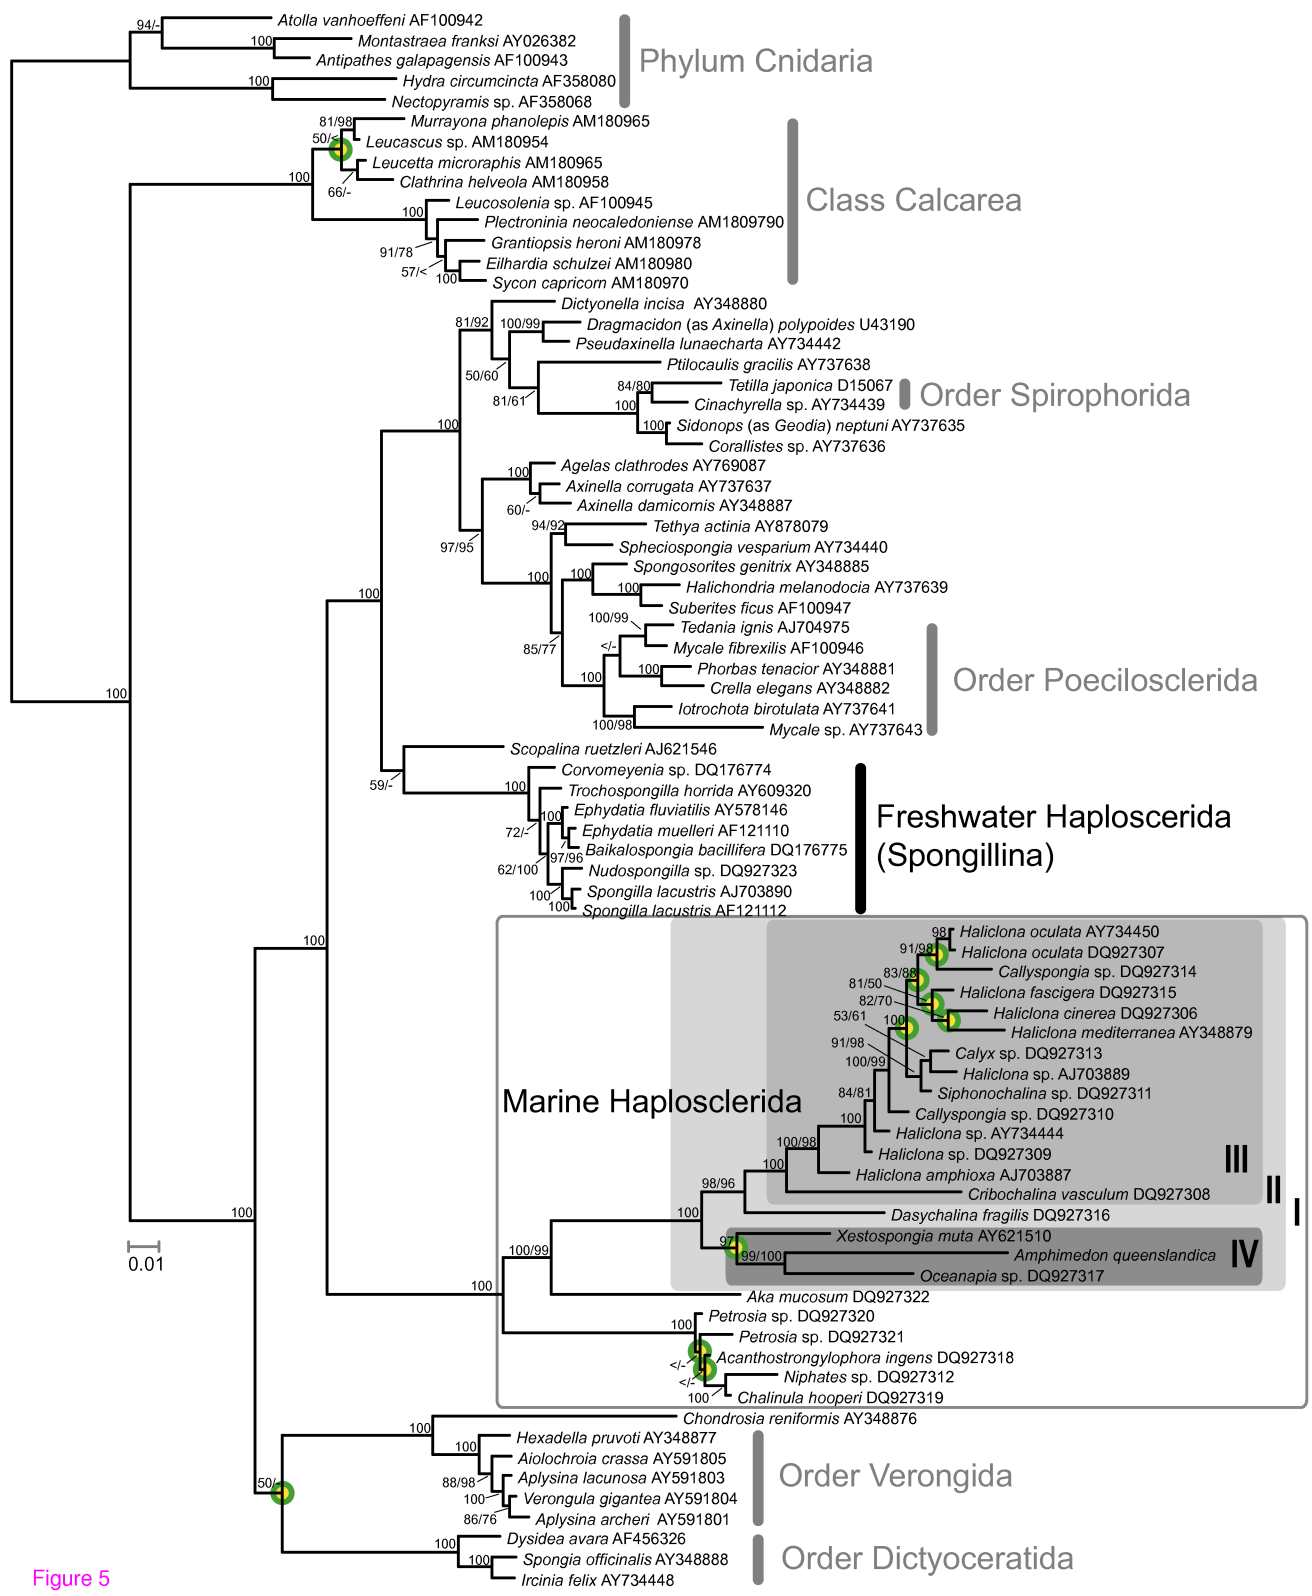 94/-
Atolla vanhoeffeni AF100942
100
Montastraea franksi AY026382
Antipathes galapagensis AF100943
Phylum Cnidaria
100
Hydra circumcincta AF358080
Nectopyramis sp. AF358068
81/98
Murrayona phanolepis AM180965
50/<
Leucascus sp. AM180954
Leucetta microraphis AM180965
100
66/-
Clathrina helveola AM180958
Class Calcarea
100
Leucosolenia sp. AF100945
Plectroninia neocaledoniense AM1809790
91/78
Grantiopsis heroni AM180978
57/<
Eilhardia schulzei AM180980
100
Sycon capricorn AM180970
Dictyonella incisa AY348880
81/92
100/99
Dragmacidon (as Axinella) polypoides U43190
Pseudaxinella lunaecharta AY734442
50/60
Ptilocaulis gracilis AY737638
84/80
Tetilla japonica D15067
81/61
100
Cinachyrella sp. AY734439
Order Spirophorida
100
100
Sidonops (as Geodia) neptuni AY737635
Corallistes sp. AY737636
100
Agelas clathrodes AY769087
Axinella corrugata AY737637
60/-
Axinella damicornis AY348887
94/92
Tethya actinia AY878079
97/95
Spheciospongia vesparium AY734440
100
100
Spongosorites genitrix AY348885
100
100
Halichondria melanodocia AY737639
Suberites ficus AF100947
100/99
Tedania ignis AJ704975
85/77
</-
Mycale fibrexilis AF100946
100
100
Phorbas tenacior AY348881
Crella elegans AY348882
Order Poecilosclerida
100/98
Iotrochota birotulata AY737641
Mycale sp. AY737643
100
Scopalina ruetzleri AJ621546
59/-
100
Corvomeyenia sp. DQ176774
Trochospongilla horrida AY609320
72/-
100
Ephydatia fluviatilis AY578146
Ephydatia muelleri AF121110
97/96
Baikalospongia bacillifera DQ176775
62/100
Nudospongilla sp. DQ927323
100
Spongilla lacustris AJ703890
100
Spongilla lacustris AF121112
Freshwater Haploscerida
(Spongillina)
98
Haliclona oculata AY734450
91/98
Haliclona oculata DQ927307
100
83/88
Callyspongia sp. DQ927314
81/50
Haliclona fascigera DQ927315
82/70
Haliclona cinerea DQ927306
53/61
100
Haliclona mediterranea AY348879
91/98
Calyx sp. DQ927313
100/99
Haliclona sp. AJ703889
84/81
Siphonochalina sp. DQ927311
Marine Haplosclerida
100
Callyspongia sp. DQ927310
Haliclona sp. AY734444
100/98
Haliclona sp. DQ927309
III
100
Haliclona amphioxa AJ703887
98/96
Cribochalina vasculum DQ927308
II
100
100
Dasychalina fragilis DQ927316
I
0.01
97
Xestospongia muta AY621510
100/99
99/100
Amphimedon queenslandica
IV
Oceanapia sp. DQ927317
100
Aka mucosum DQ927322
100
Petrosia sp. DQ927320
Petrosia sp. DQ927321
</-
Acanthostrongylophora ingens DQ927318
</-
Niphates sp. DQ927312
100
Chalinula hooperi DQ927319
100
Chondrosia reniformis AY348876
100
Hexadella pruvoti AY348877
Aiolochroia crassa AY591805
88/98
Aplysina lacunosa AY591803
Order Verongida
50/-
100
Verongula gigantea AY591804
86/76
Aplysina archeri AY591801
100
Dysidea avara AF456326
100
Spongia officinalis AY348888
Order Dictyoceratida
Ircinia felix AY734448
Figure 5